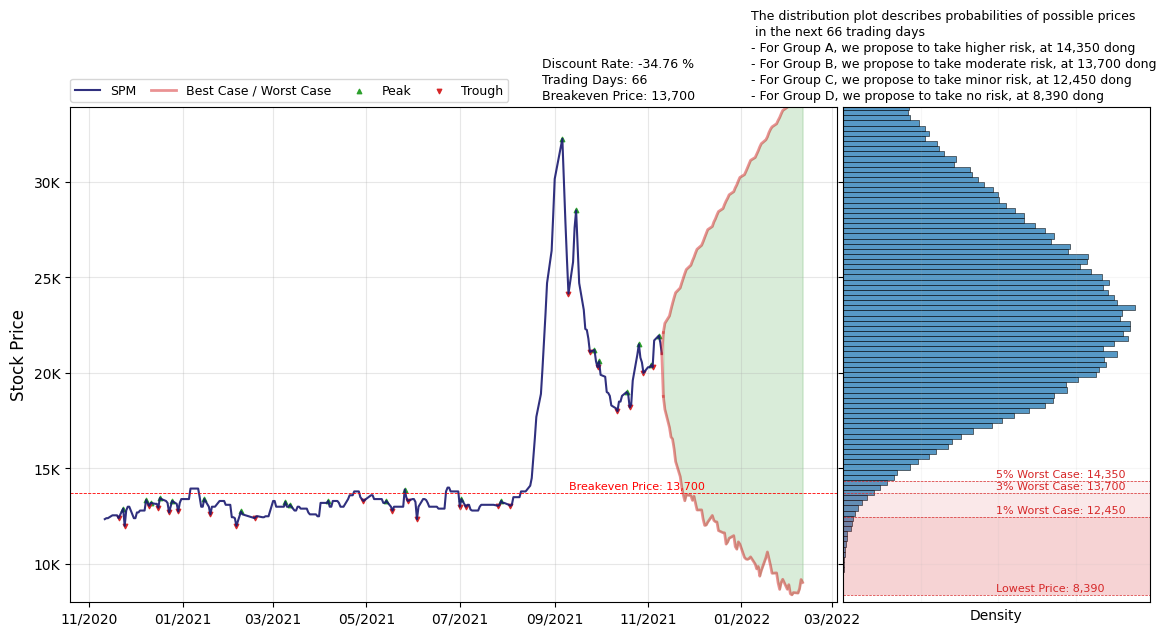 The distribution plot describes probabilities of possible prices
in the next 66 trading days
- For Group A, we propose to take higher risk, at 14,350 dong
- For Group B, we propose to take moderate risk, at 13,700 dong
- For Group C, we propose to take minor risk, at 12,450 dong
- For Group D, we propose to take no risk, at 8,390 dong
Discount Rate: -34.76 %
Trading Days: 66
Breakeven Price: 13,700
SPM
Best Case / Worst Case
Peak
Trough
Stock Price
30K
25K
20K
15K
10K
Breakeven Price: 13,700
5% Worst Case: 14,350
3% Worst Case: 13,700
1% Worst Case: 12,450
Lowest Price: 8,390
11/2020
01/2021
03/2021
05/2021
07/2021
09/2021
11/2021
01/2022
03/2022
Density